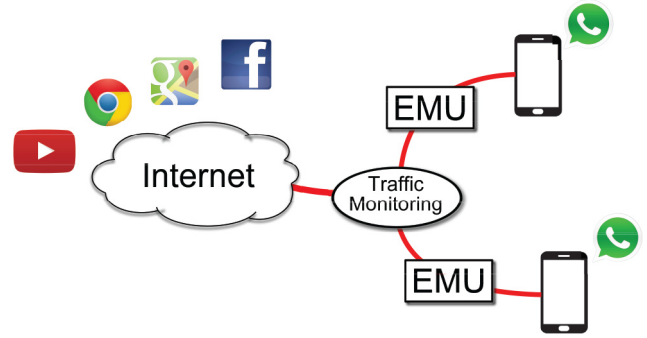 EMU
Internet
Traffic
Monitoring
EMU